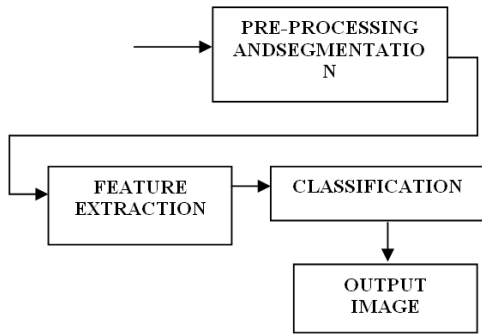 PRE-PROCESSING
ANDSEGMENTATIO
N
FEATURE
EXTRACTION
CLASSIFICATION
OUTPUT
IMAGE